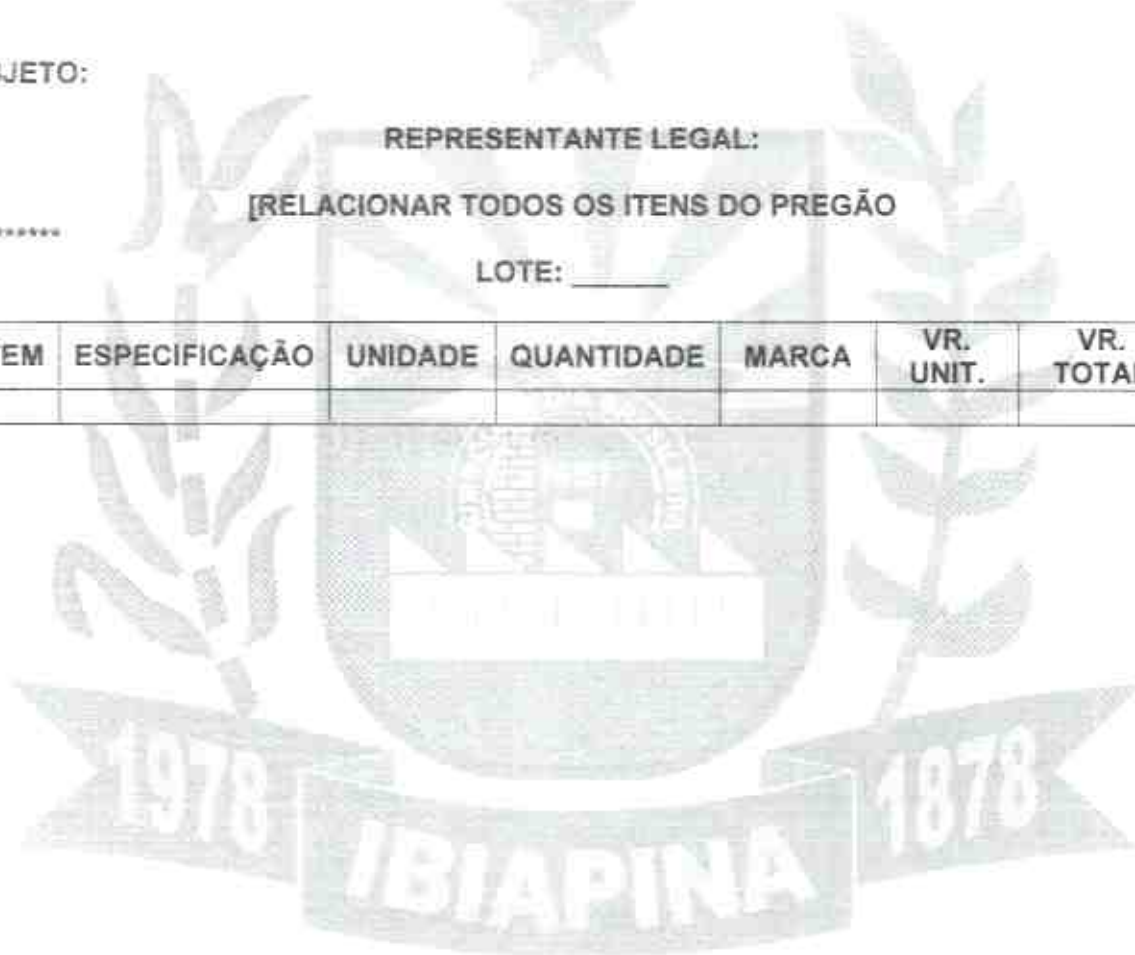 JETO:
REPRESENTANTE LEGAL:
[RELACIONAR TODOS OS ITENS DO PREGÃO
******
LOTE: ______
EM ESPECIFICAÇÃO UNIDADE QUANTIDADE MARCA VR. UNIT. VR. TOTAL
1978 1878
IBIAPINA